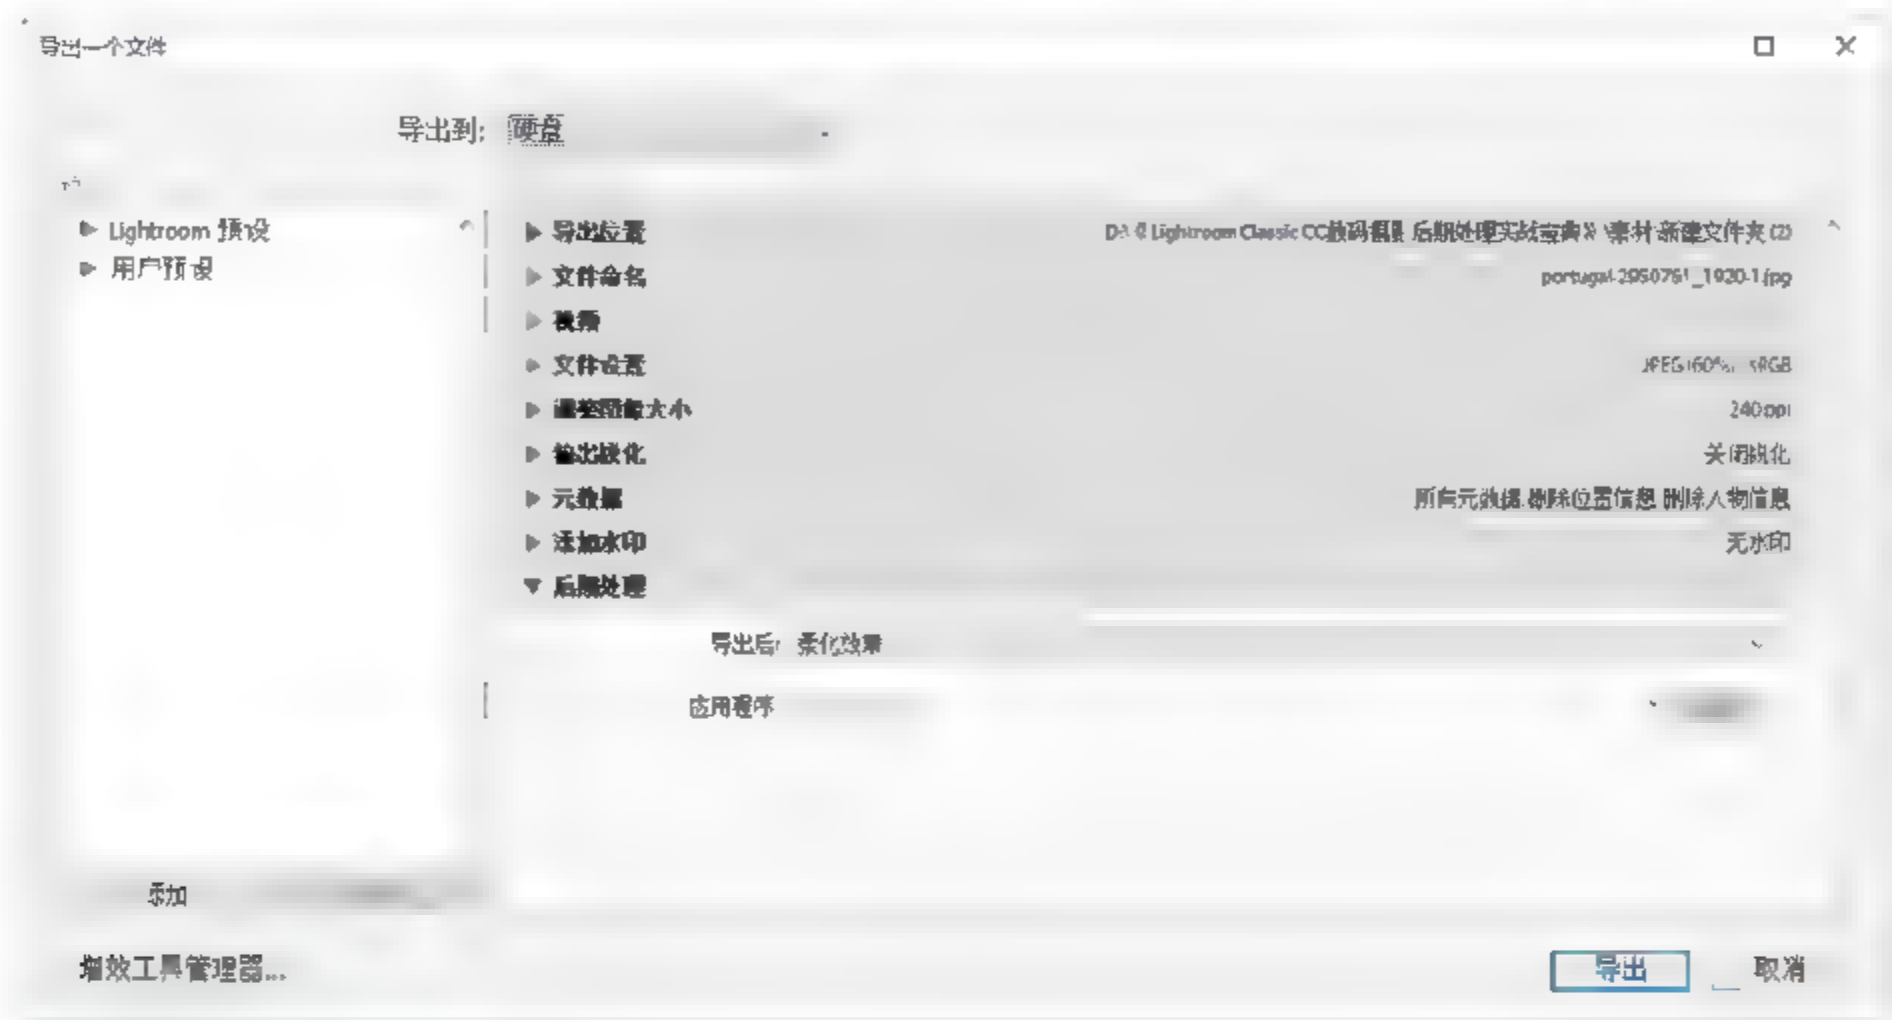 导出一个文件
导出到: 硬盘
Lightroom 预设
用户预设
导出位置 D:\《Lightroom Classic CC数码摄影后期处理实战宝典》\素材\新建文件夹 (2)
文件命名 portugal-2950761_1920-1.jpg
视频
文件设置 JPEG (60%) sRGB
调整图像大小 240 ppi
输出锐化 关闭锐化
元数据 所有元数据,删除位置信息,删除人物信息
添加水印 无水印
后期处理
导出后: 柔化效果
应用程序
添加
增效工具管理器...
导出 取消